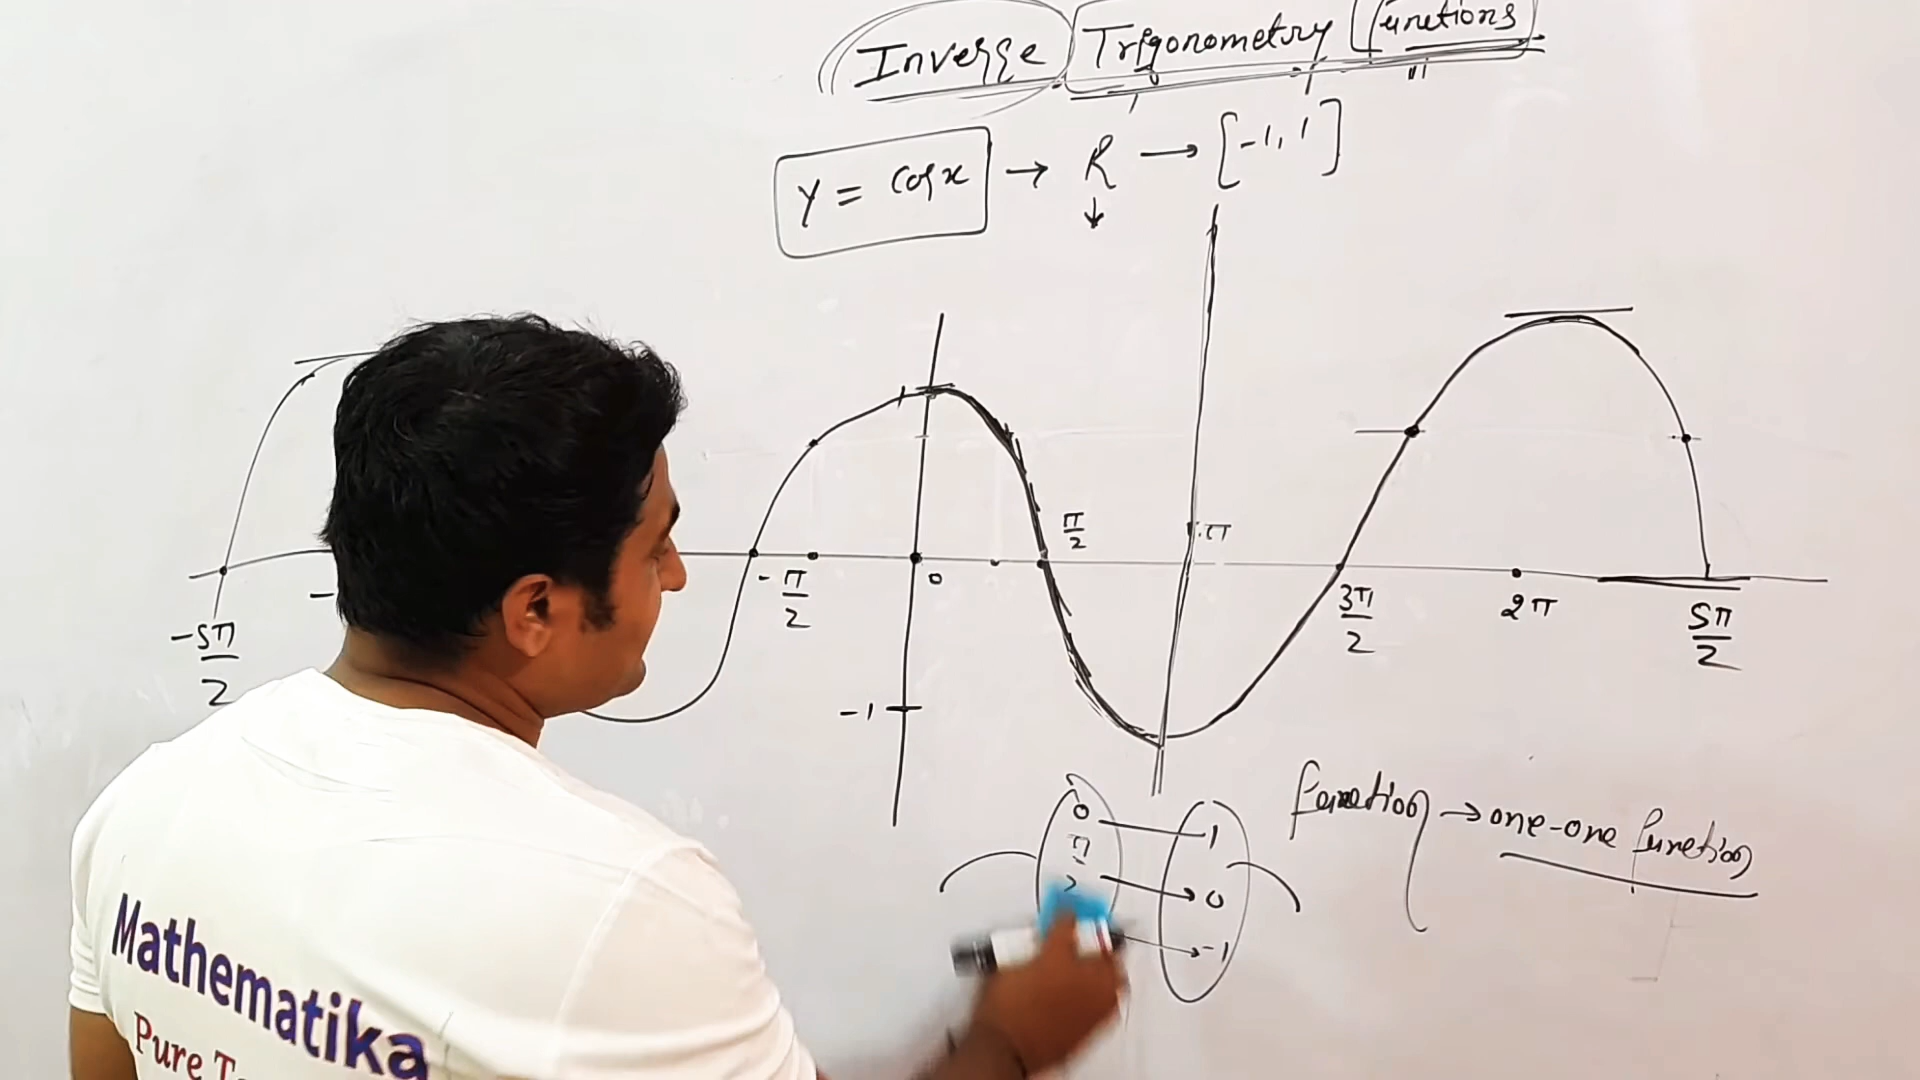 Inverse Trigonometry functions
Y = cos x → R → [-1, 1]
↓
1
π/2
π
0
-π/2
3π/2
2π
5π/2
-5π/2
-
-1
0 1
π
0
-1
function → one-one function
Mathematika
Pure